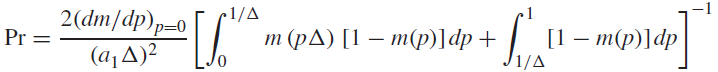 Pr = \frac{2(dm/dp)_{p=0}}{(a_1 \Delta)^2} \left[ \int_0^{1/\Delta} m(p\Delta) [1 - m(p)] dp + \int_{1/\Delta}^1 [1 - m(p)] dp \right]^{-1}